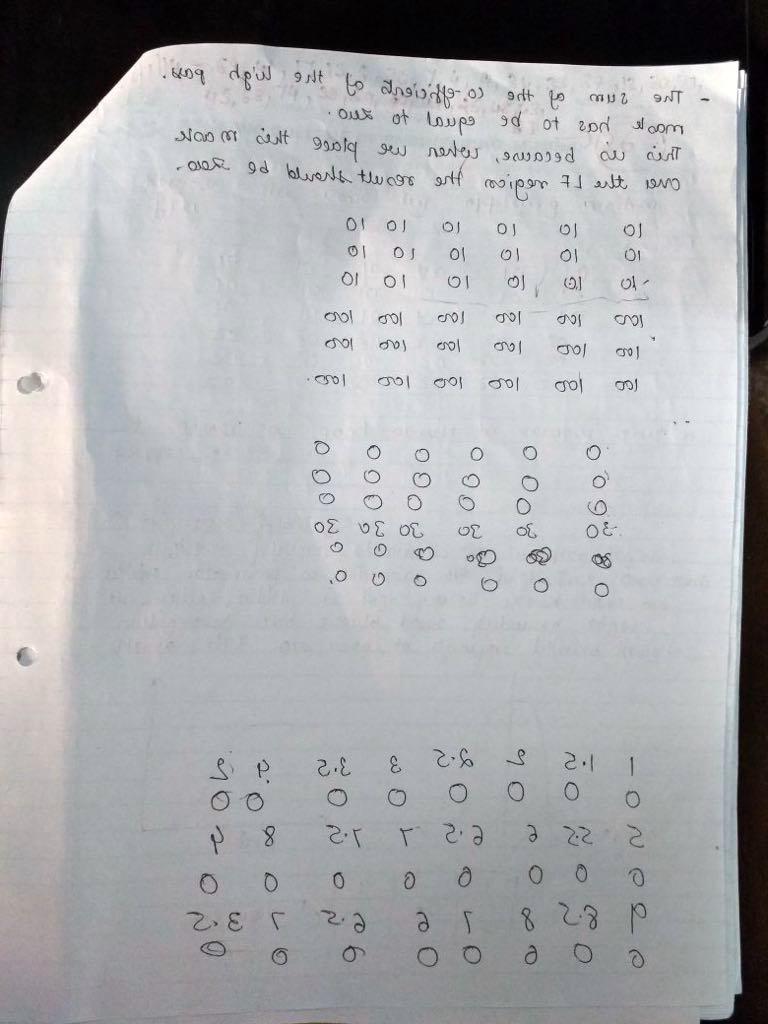 - The sum of the co-efficients of the high pass.
mask has to be equal to zero.
This is because, when we place this mask
over the LF region the result should be zero.
10 10 10 10 10 10
10 10 10 10 10 10
10 10 10 10 10 10
100 100 100 100 100 100
100 100 100 100 100 100
100 100 100 100 100 100.
0 0 0 0 0 0
0 0 0 0 0 0
0 0 0 0 0 0
30 30 30 30 30 30
0 0 0
0 0 0 0 0 0
1 1.5 2 2.5 3 3.5 4 2
0 0 0 0 0 0 0 0
5 5.5 6 6.5 7 7.5 8 4
0 0 0 0 0 0 0 0
9 8.5 8 7 6 6.5 7 3.5
0 0 0 0 0 0 0 0